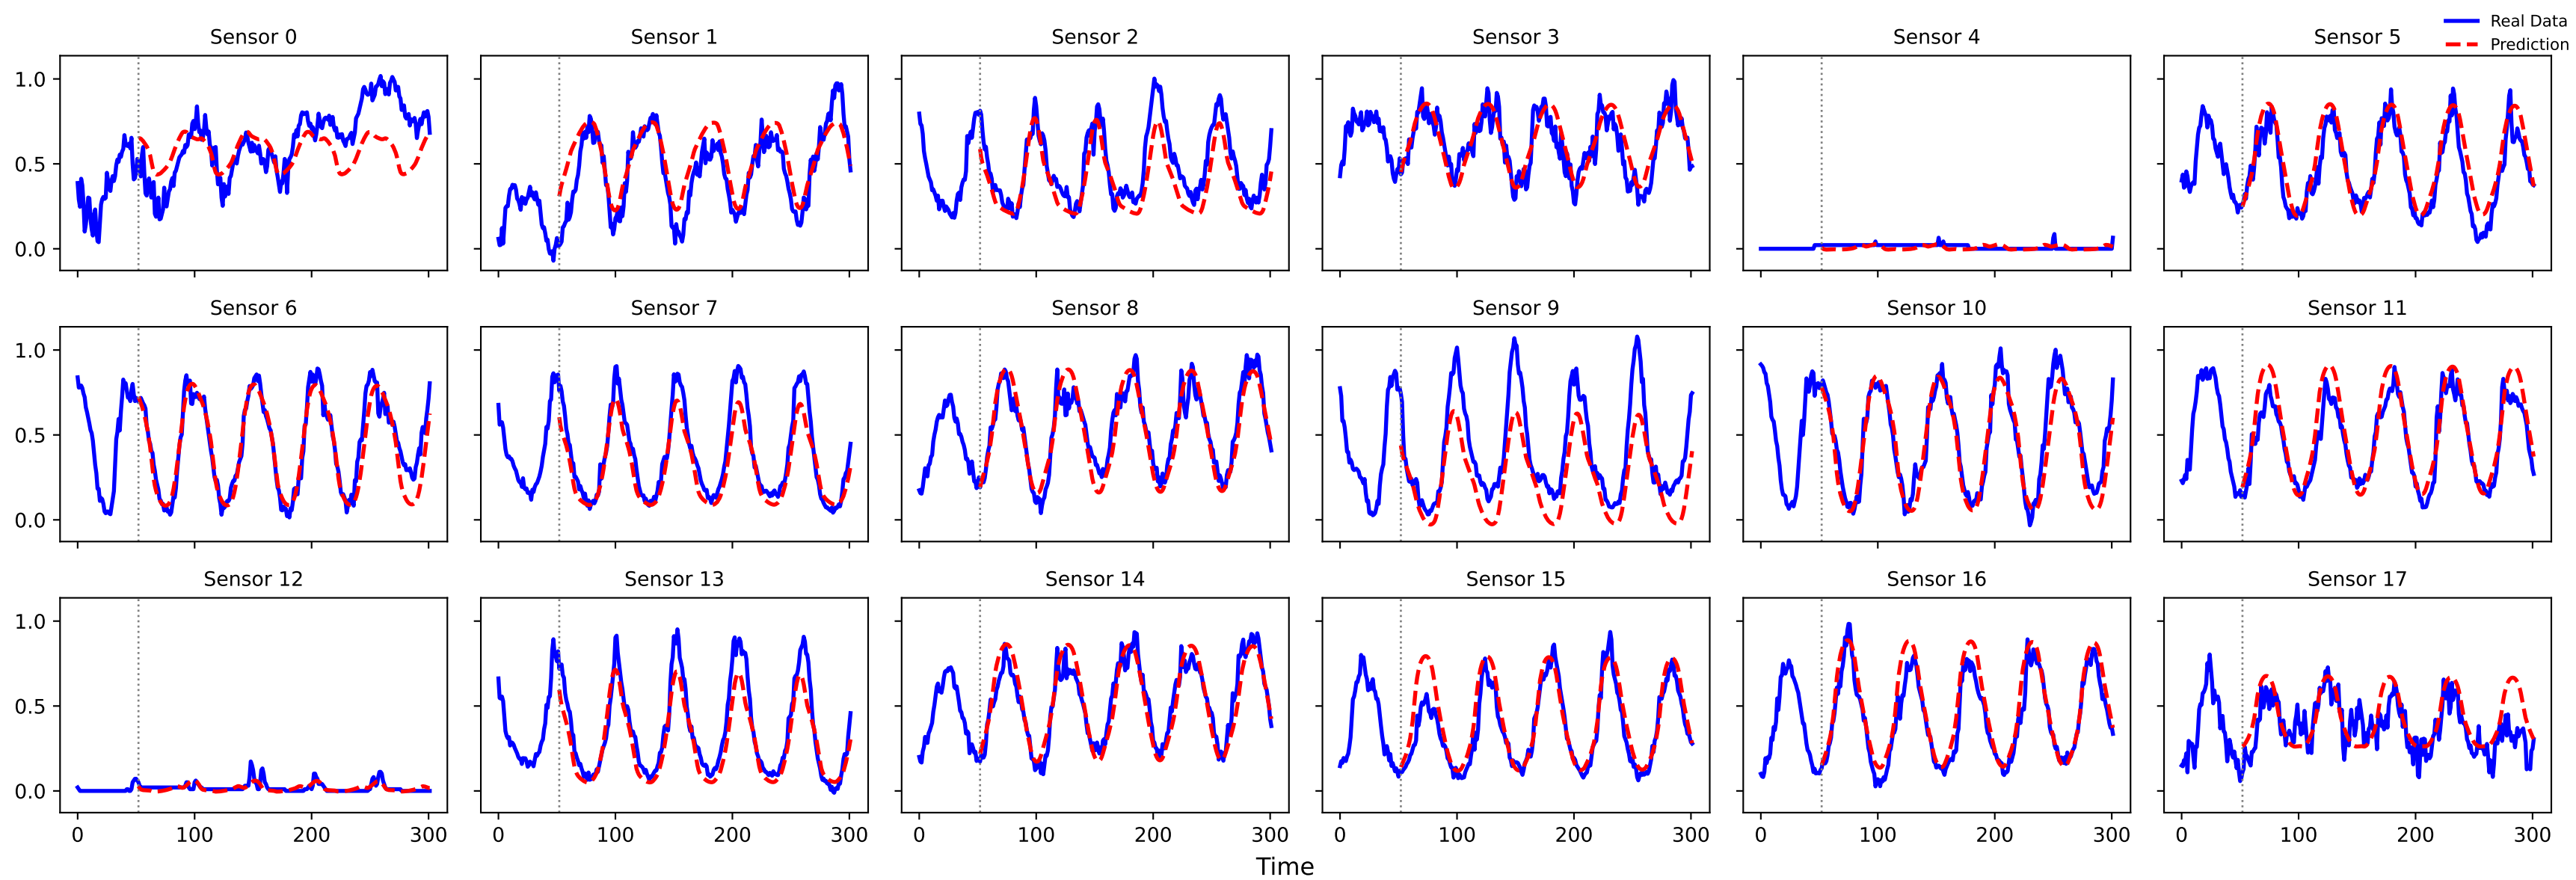 Real Data
Prediction
Sensor 0
Sensor 1
Sensor 2
Sensor 3
Sensor 4
Sensor 5
1.0
0.5
0.0
Sensor 6
Sensor 7
Sensor 8
Sensor 9
Sensor 10
Sensor 11
1.0
0.5
0.0
Sensor 12
Sensor 13
Sensor 14
Sensor 15
Sensor 16
Sensor 17
1.0
0.5
0.0
0 100 200 300
0 100 200 300
0 100 200 300
0 100 200 300
0 100 200 300
0 100 200 300
Time